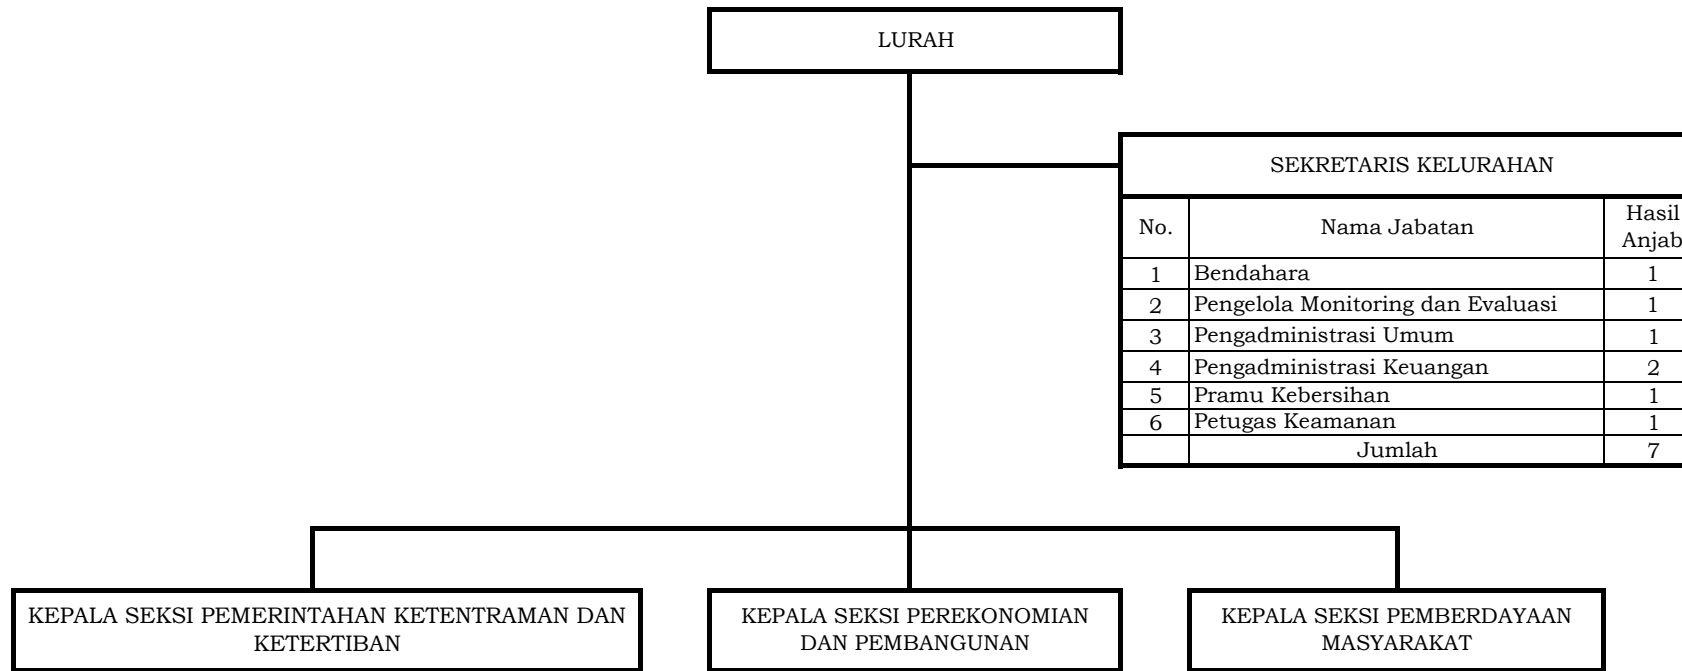 LURAH
SEKRETARIS KELURAHAN
No. Nama Jabatan Hasil Anjab
1 Bendahara 1
2 Pengelola Monitoring dan Evaluasi 1
3 Pengadministrasi Umum 1
4 Pengadministrasi Keuangan 2
5 Pramu Kebersihan 1
6 Petugas Keamanan 1
Jumlah 7
KEPALA SEKSI PEMERINTAHAN KETENTRAMAN DAN
KETERTIBAN
KEPALA SEKSI PEREKONOMIAN
DAN PEMBANGUNAN
KEPALA SEKSI PEMBERDAYAAN
MASYARAKAT